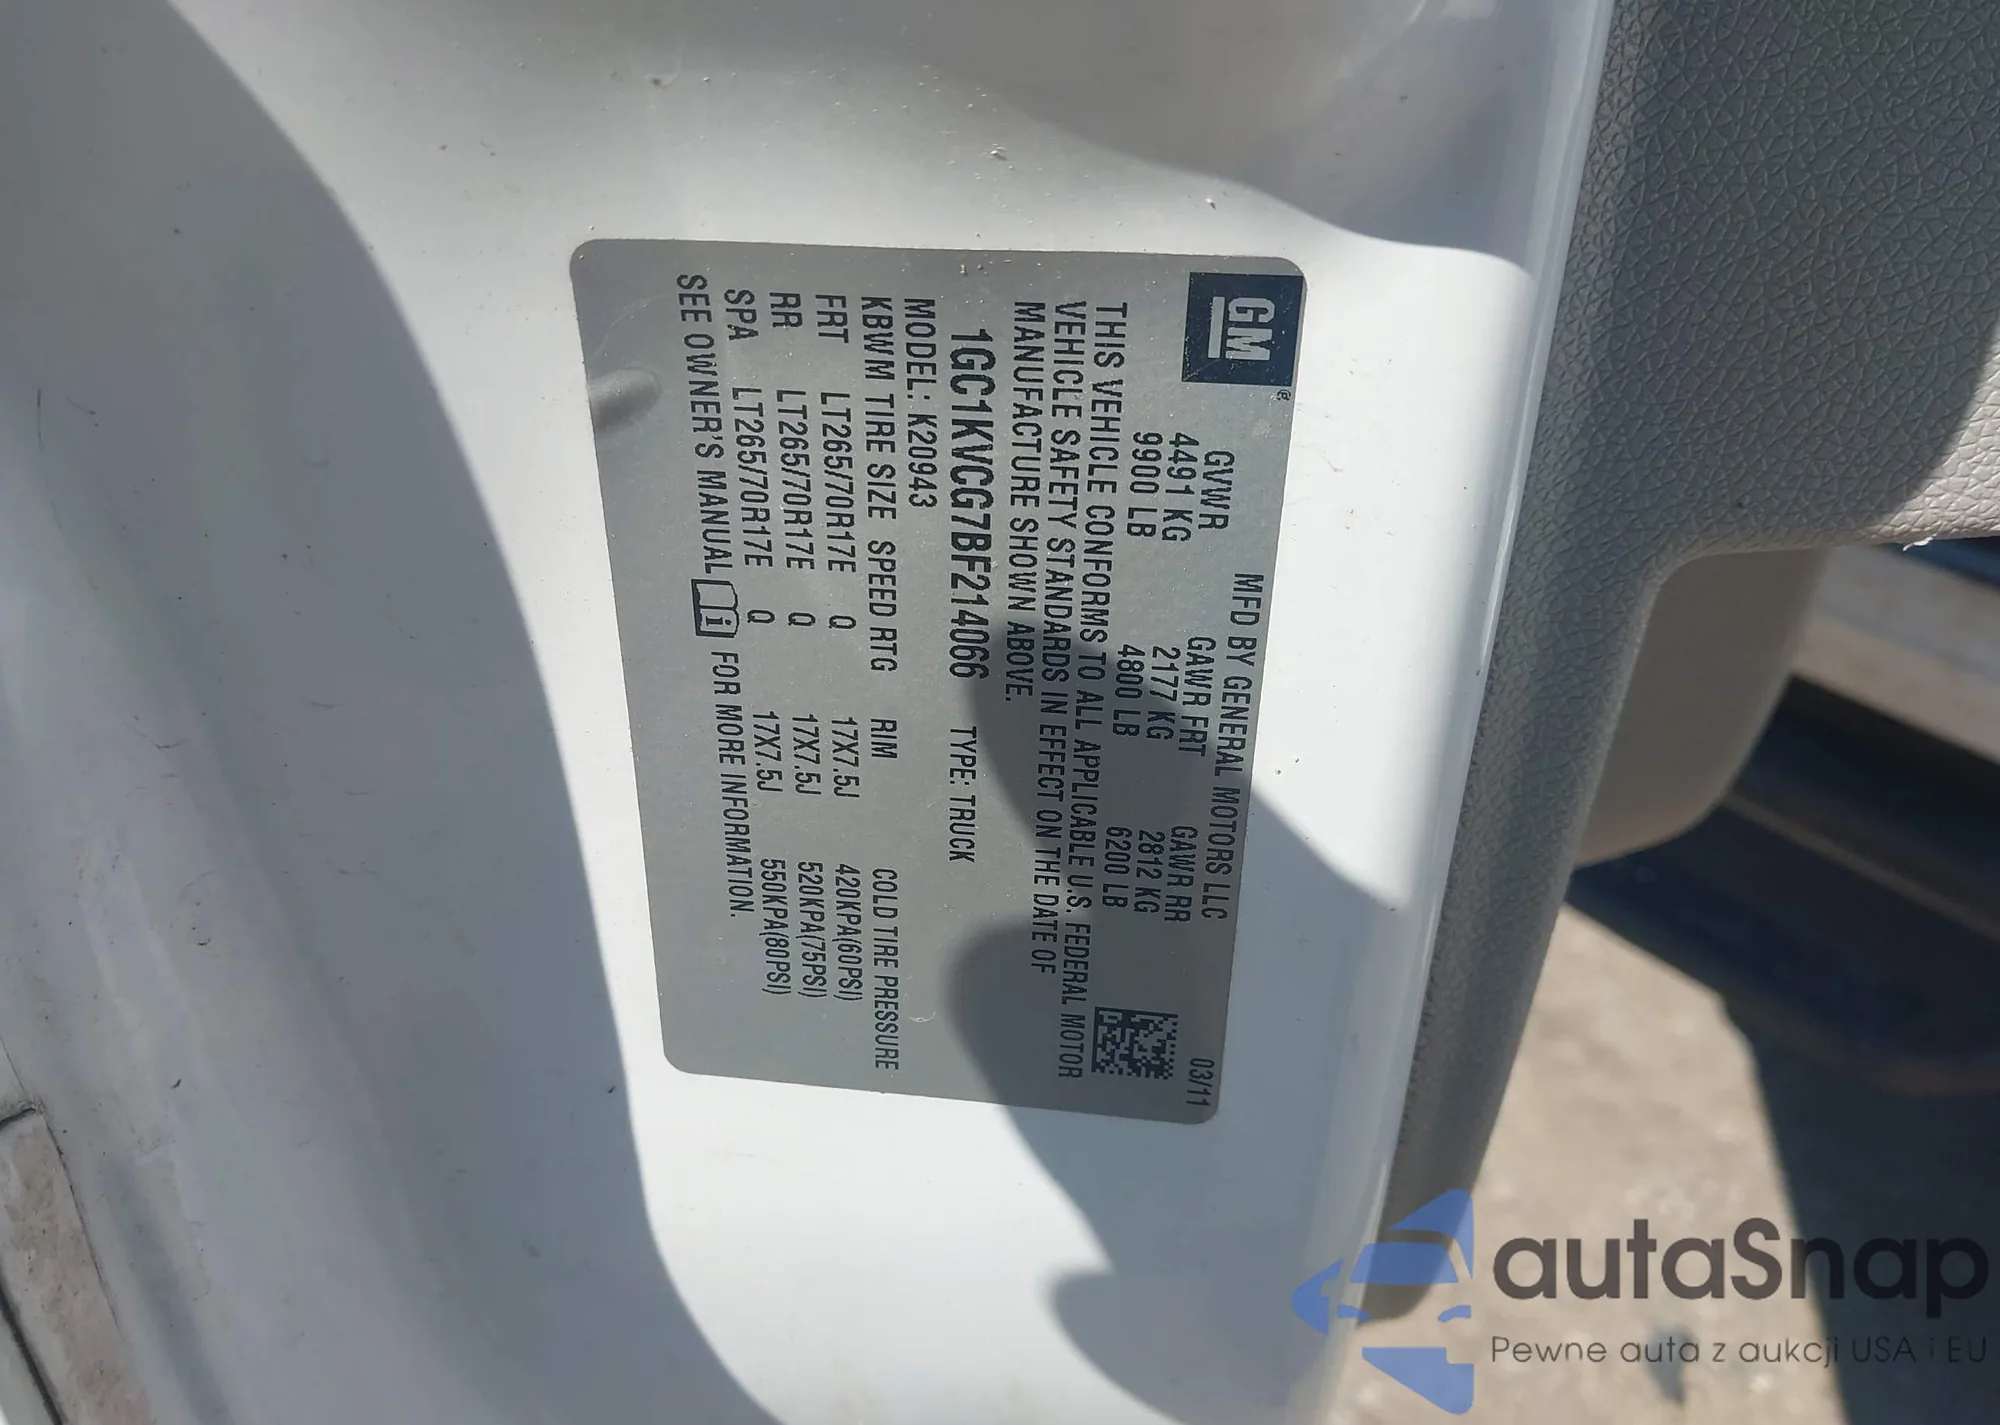 GM
MFD BY GENERAL MOTORS LLC
03/11
GVWR GAWR FRT GAWR RR
4491 KG 2177 KG 2812 KG
9900 LB 4800 LB 6200 LB
THIS VEHICLE CONFORMS TO ALL APPLICABLE U.S. FEDERAL MOTOR
VEHICLE SAFETY STANDARDS IN EFFECT ON THE DATE OF
MANUFACTURE SHOWN ABOVE.
1GC1KVCG7BF214066 TYPE: TRUCK
MODEL: K20943
KBWM TIRE SIZE SPEED RTG RIM COLD TIRE PRESSURE
FRT LT265/70R17E Q 17X7.5J 420KPA(60PSI)
RR LT265/70R17E Q 17X7.5J 520KPA(75PSI)
SPA LT265/70R17E Q 17X7.5J 550KPA(80PSI)
SEE OWNER'S MANUAL i FOR MORE INFORMATION.
autaSnap
Pewne auta z aukcji USA i EU